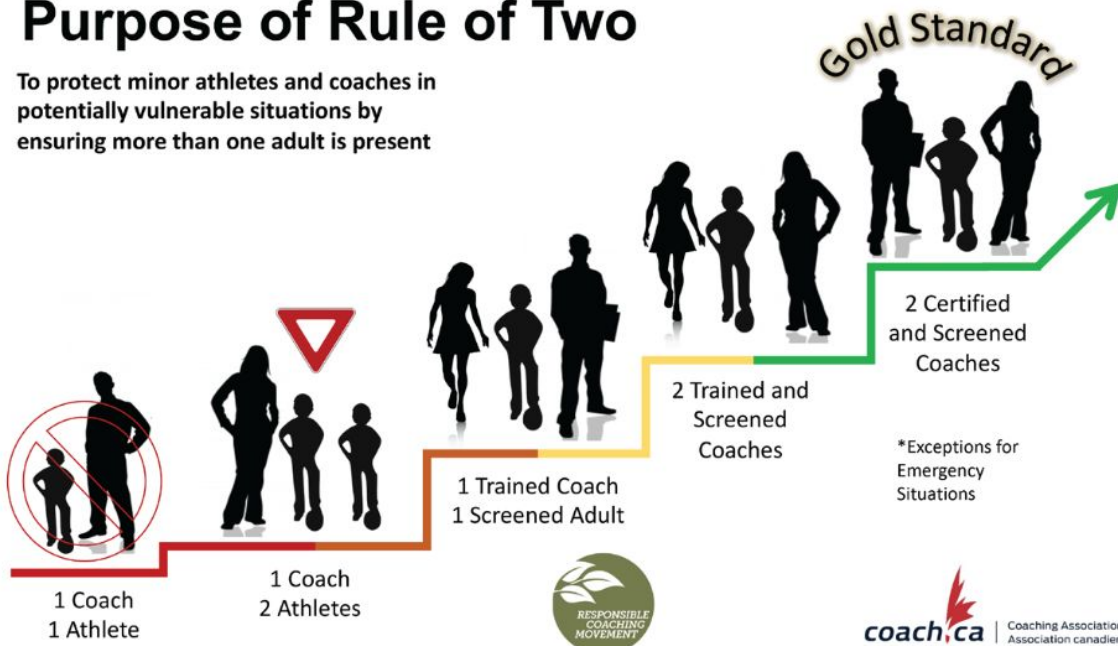 Purpose of Rule of Two
To protect minor athletes and coaches in
potentially vulnerable situations by
ensuring more than one adult is present
Gold Standard
1 Coach
1 Athlete
1 Coach
2 Athletes
1 Trained Coach
1 Screened Adult
2 Trained and
Screened
Coaches
2 Certified
and Screened
Coaches
*Exceptions for
Emergency
Situations
RESPONSIBLE
COACHING
MOVEMENT
coach.ca
Coaching Association
Association